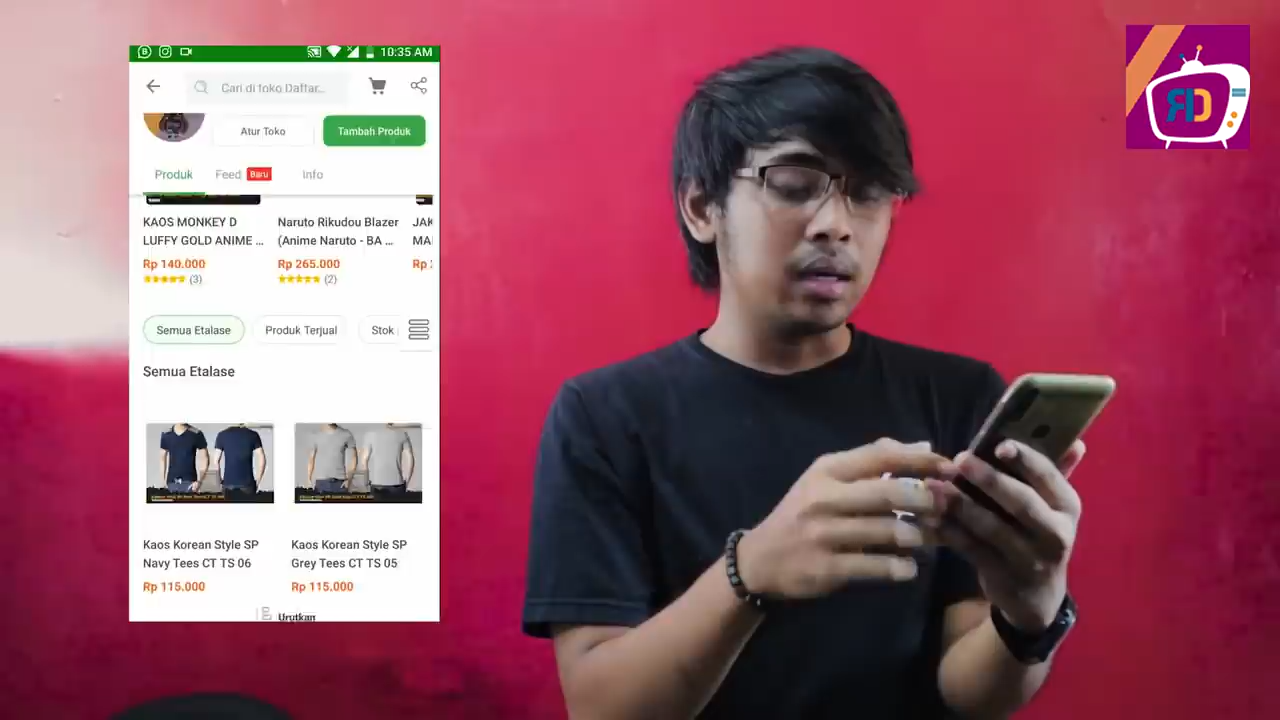 10:35 AM
Cari di toko Daftar...
Atur Toko
Tambah Produk
Produk
Feed
Baru
Info
KAOS MONKEY D
LUFFY GOLD ANIME ...
Rp 140.000
(3)
Naruto Rikudou Blazer
(Anime Naruto - BA ...
Rp 265.000
(2)
JAK
MA
Rp
Semua Etalase
Produk Terjual
Stok
Semua Etalase
Kaos Korean Style SP
Navy Tees CT TS 06
Rp 115.000
Kaos Korean Style SP
Grey Tees CT TS 05
Rp 115.000
Urutkan